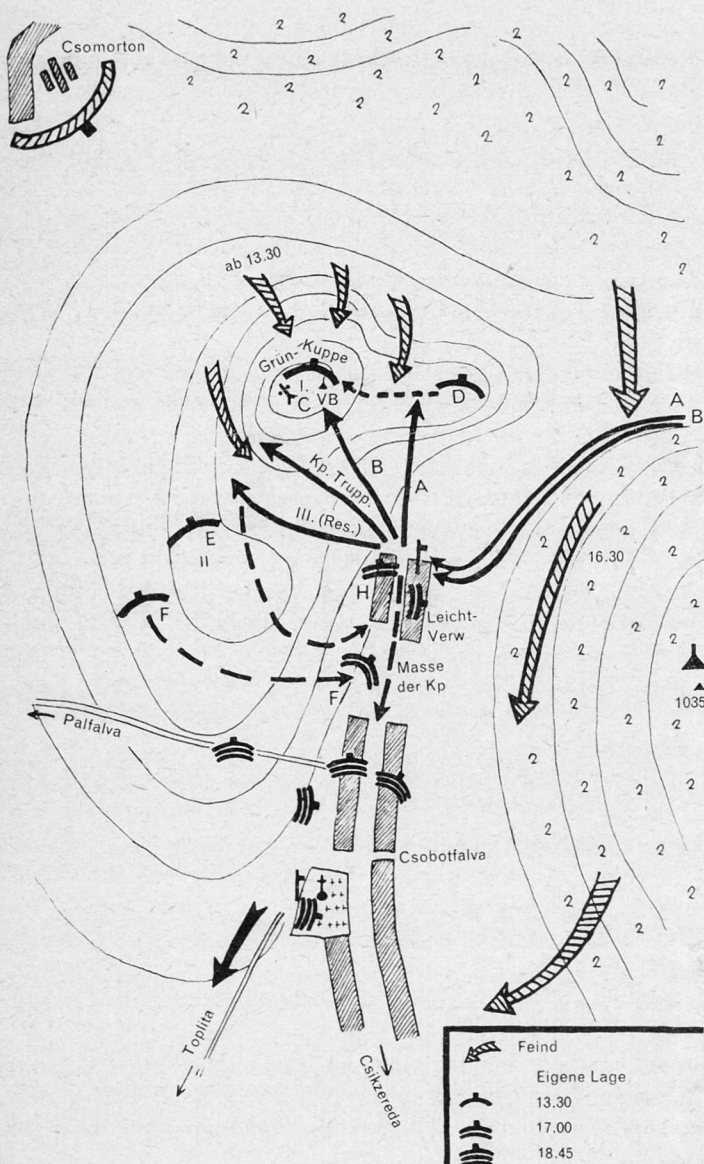 Csomorton
ab 13.30
Grün-Kuppe
I.
C
VB
D
A
B
B
A
Kp. Trupp.
III. (Res.)
E
II
16.30
H
Leicht-
Verw
F
Masse
der Kp
F
1035
Palfalva
Csobotfalva
Toplita
Csikzereda
Feind
Eigene Lage
13.30
17.00
18.45